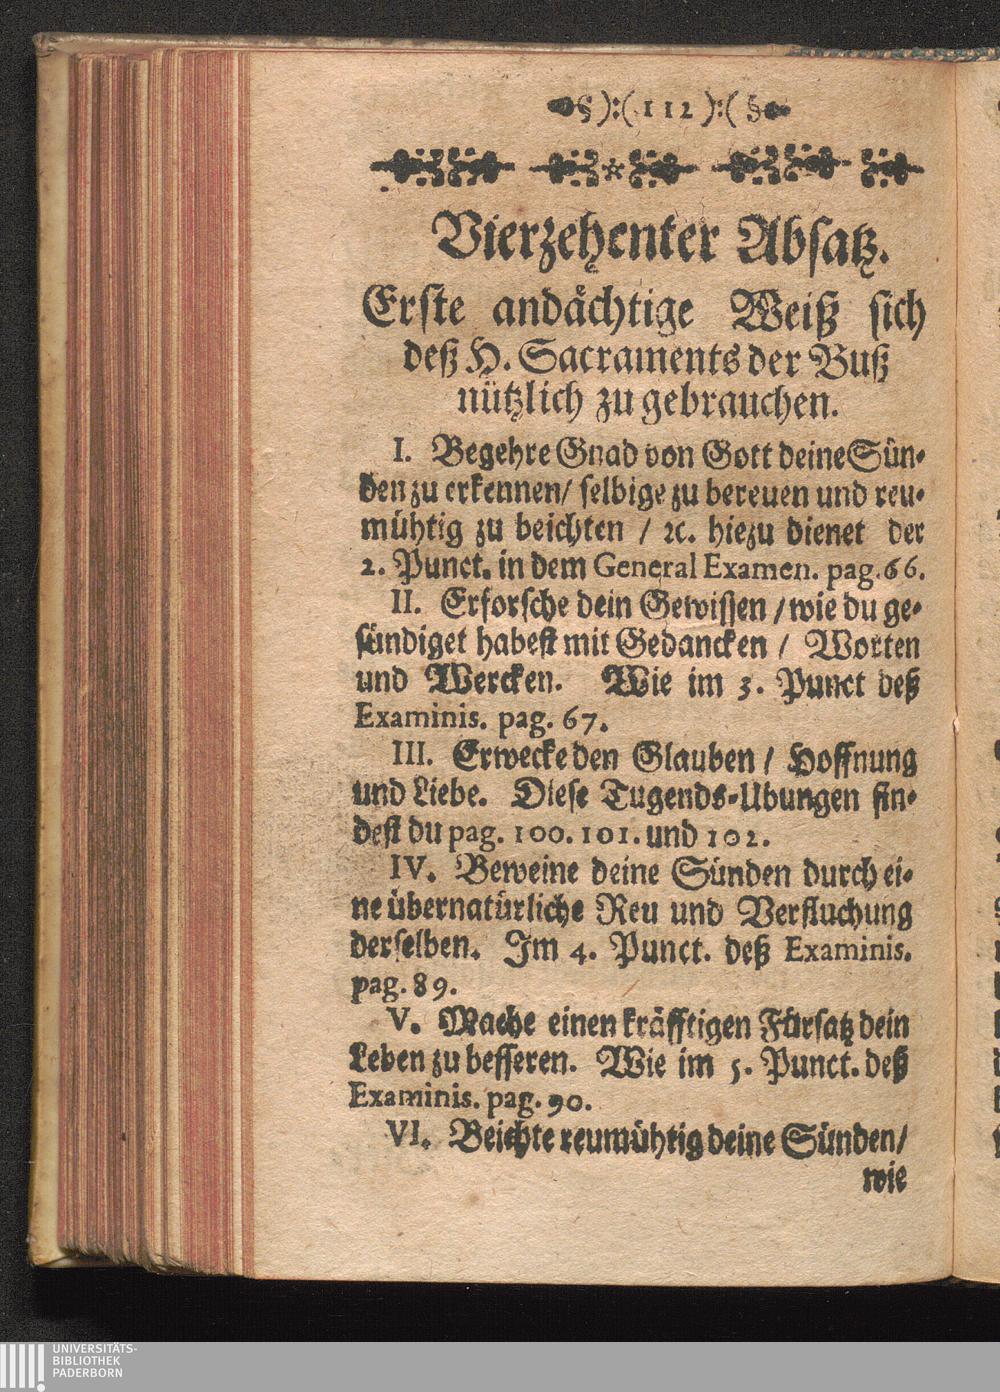 § ):( 112 ):( §
Vierzehenter Absatz.
Erste andächtige Weiß sich
deß H. Sacraments der Buß
nützlich zu gebrauchen.
I. Begehre Gnad von Gott deine Sün-
den zu erkennen/ selbige zu bereuen und reu-
mühtig zu beichten / ꝛc. hiezu dienet der
2. Punct. in dem General Examen. pag. 66.
II. Erforsche dein Gewissen / wie du ge-
sündiget habest mit Gedancken / Worten
und Wercken. Wie im 3. Punct deß
Examinis. pag. 67.
III. Erwecke den Glauben / Hoffnung
und Liebe. Diese Tugends-Ubungen fin-
dest du pag. 100. 101. und 102.
IV. Beweine deine Sünden durch ei-
ne übernatürliche Reu und Verfluchung
derselben. Im 4. Punct. deß Examinis.
pag. 89.
V. Mache einen kräfftigen Fürsatz dein
Leben zu besseren. Wie im 5. Punct. deß
Examinis. pag. 90.
VI. Beichte reumühtig deine Sünden/
wie
UNIVERSITÄTS-
BIBLIOTHEK
PADERBORN